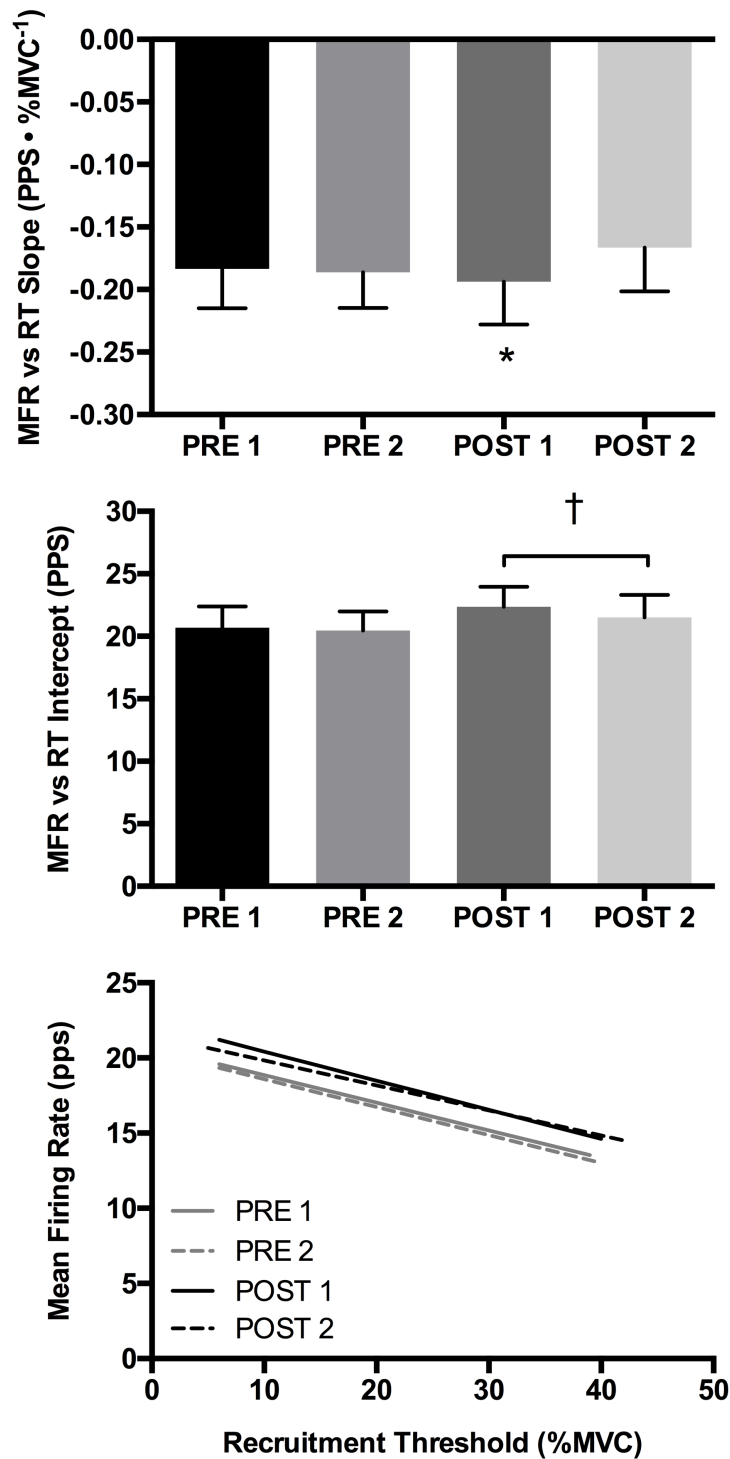 MFR vs RT Slope (PPS • %MVC-1)
0.00
-0.05
-0.10
-0.15
-0.20
-0.25
-0.30
*
PRE 1 PRE 2 POST 1 POST 2
MFR vs RT Intercept (PPS)
†
30
25
20
15
10
5
0
PRE 1 PRE 2 POST 1 POST 2
Mean Firing Rate (pps)
25
20
15
10
5
0
PRE 1
PRE 2
POST 1
POST 2
0 10 20 30 40 50
Recruitment Threshold (%MVC)